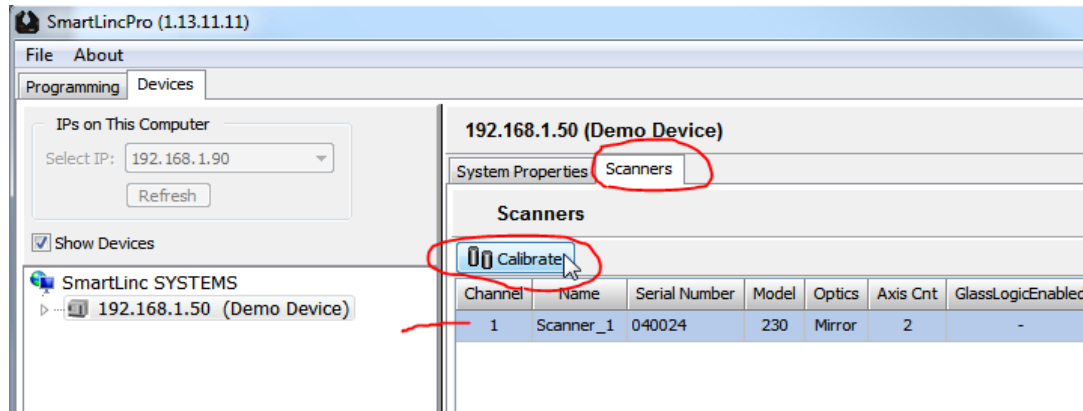 SmartLincPro (1.13.11.11)
File About
Programming Devices
IPs on This Computer
Select IP: 192.168.1.90
Refresh
Show Devices
SmartLinc SYSTEMS
192.168.1.50 (Demo Device)
192.168.1.50 (Demo Device)
System Properties Scanners
Scanners
Calibrate
Channel Name Serial Number Model Optics Axis Cnt GlassLogicEnabled
1 Scanner_1 040024 230 Mirror 2 -